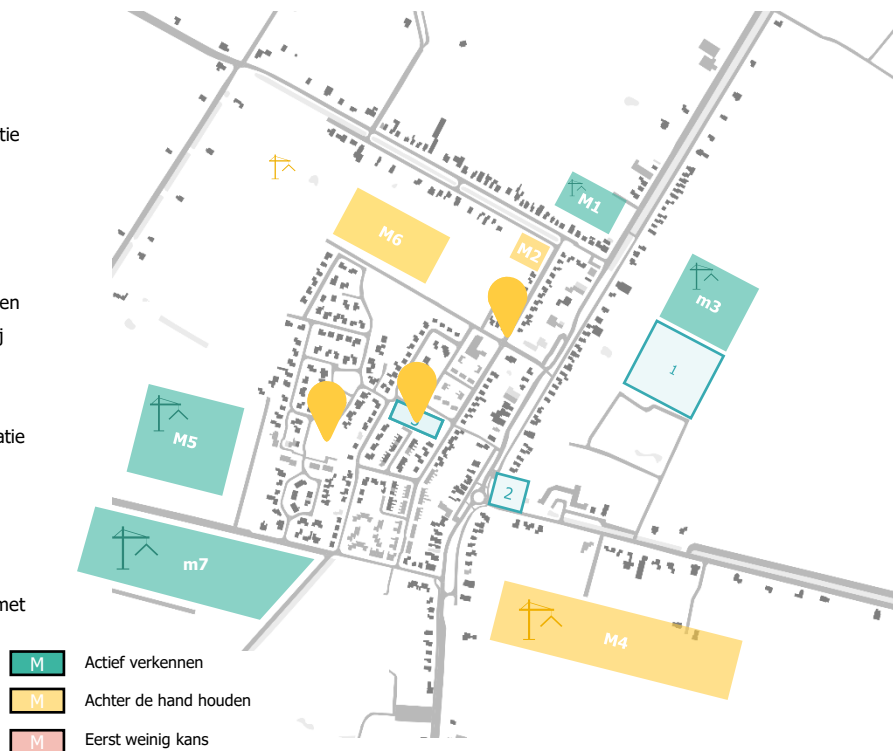 tie
en
j
atie
met
M1
M6
M2
m3
1
M5
2
m7
M4
M Actief verkennen
M Achter de hand houden
M Eerst weinig kans